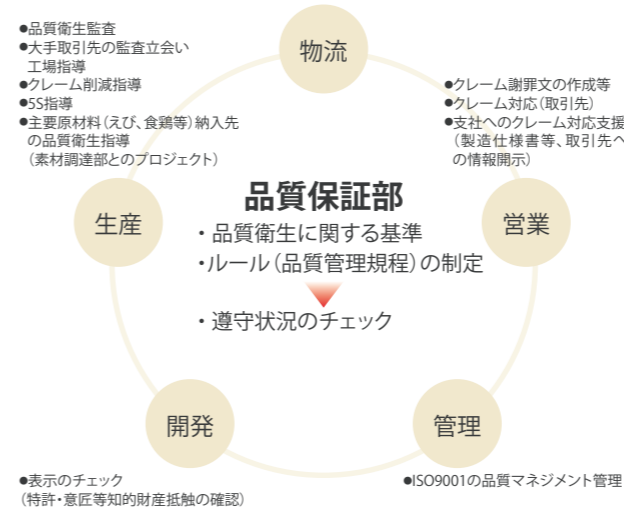 ●品質衛生監査
●大手取引先の監査立会い
工場指導
●クレーム削減指導
●5S指導
●主要原材料(えび、食鶏等)納入先
の品質衛生指導
(素材調達部とのプロジェクト)
物流
●クレーム謝罪文の作成等
●クレーム対応(取引先)
●支社へのクレーム対応支援
(製造仕様書等、取引先へ
の情報開示)
生産
品質保証部
・品質衛生に関する基準
・ルール(品質管理規程)の制定
・遵守状況のチェック
営業
開発
管理
●表示のチェック
(特許・意匠等知的財産抵触の確認)
●ISO9001の品質マネジメント管理